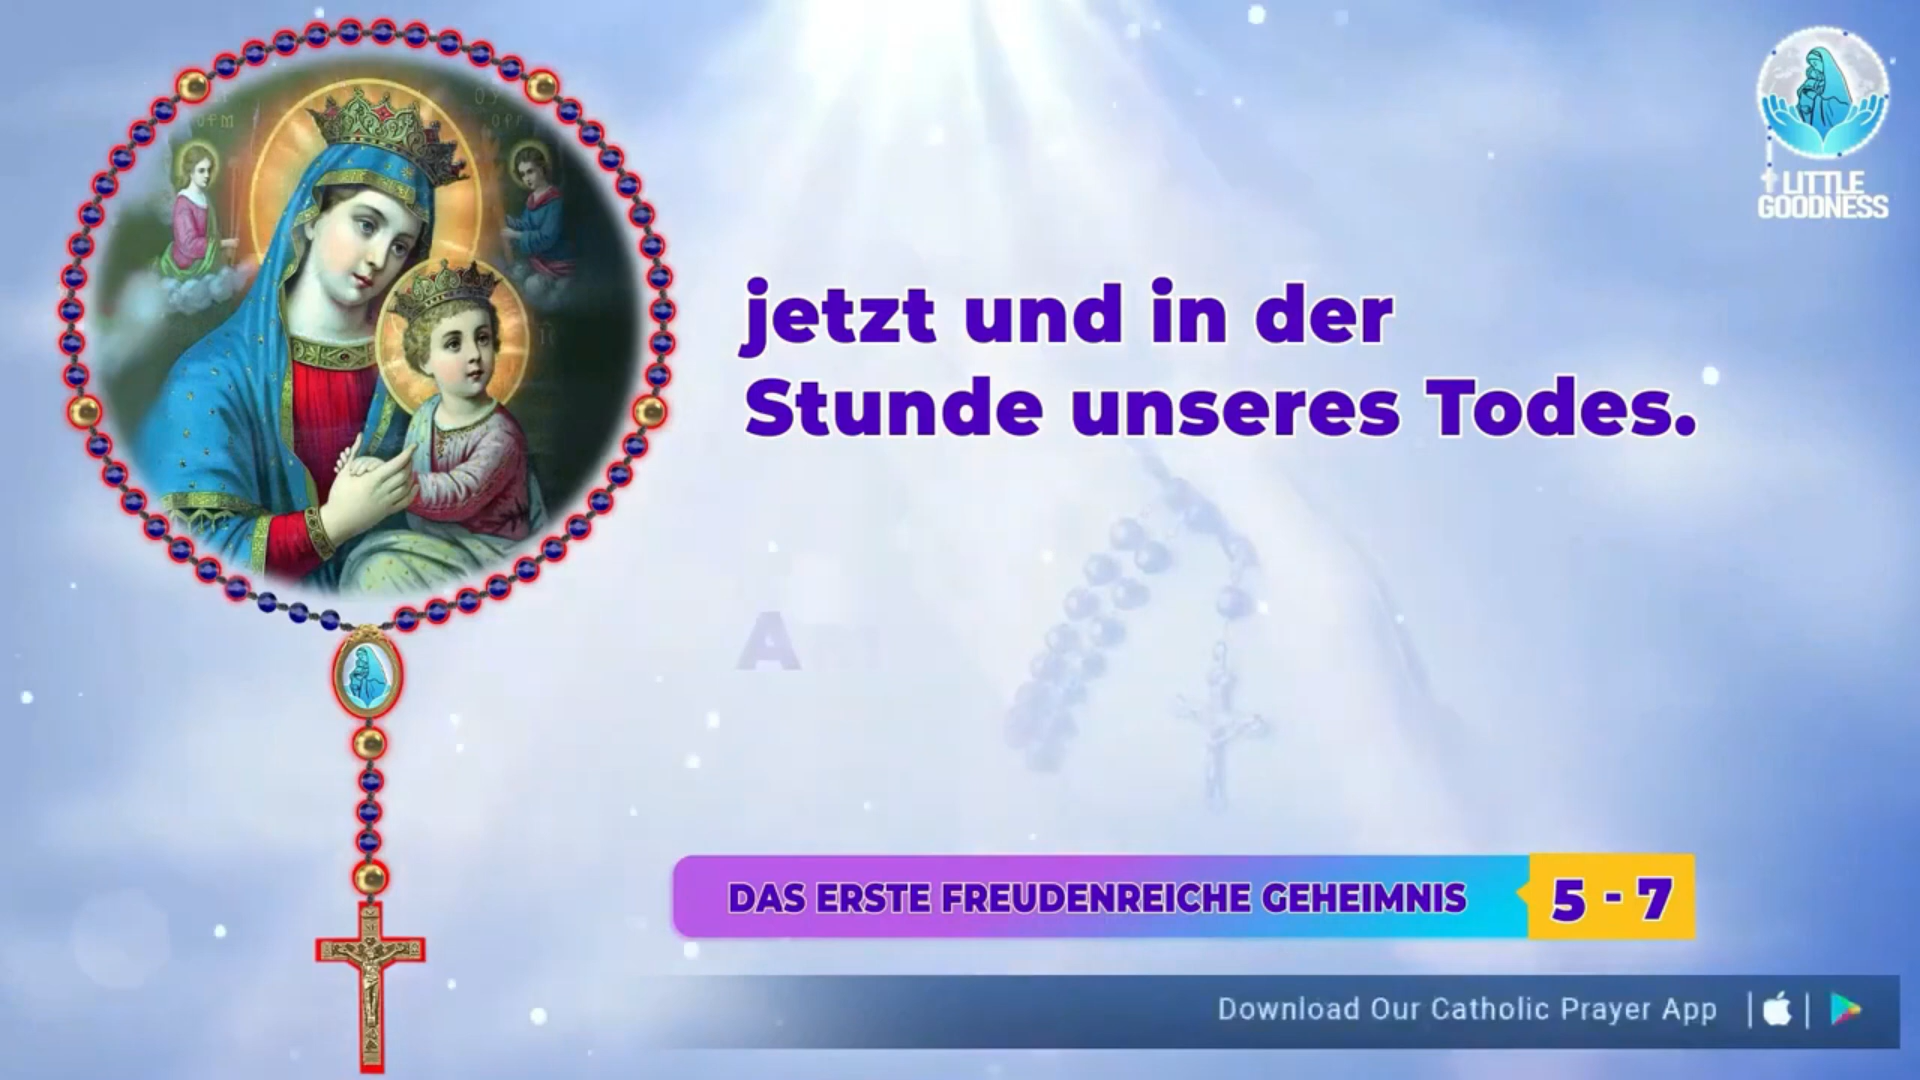 LITTLE
GOODNESS
jetzt und in der
Stunde unseres Todes.
A
DAS ERSTE FREUDENREICHE GEHEIMNIS
5 - 7
Download Our Catholic Prayer App